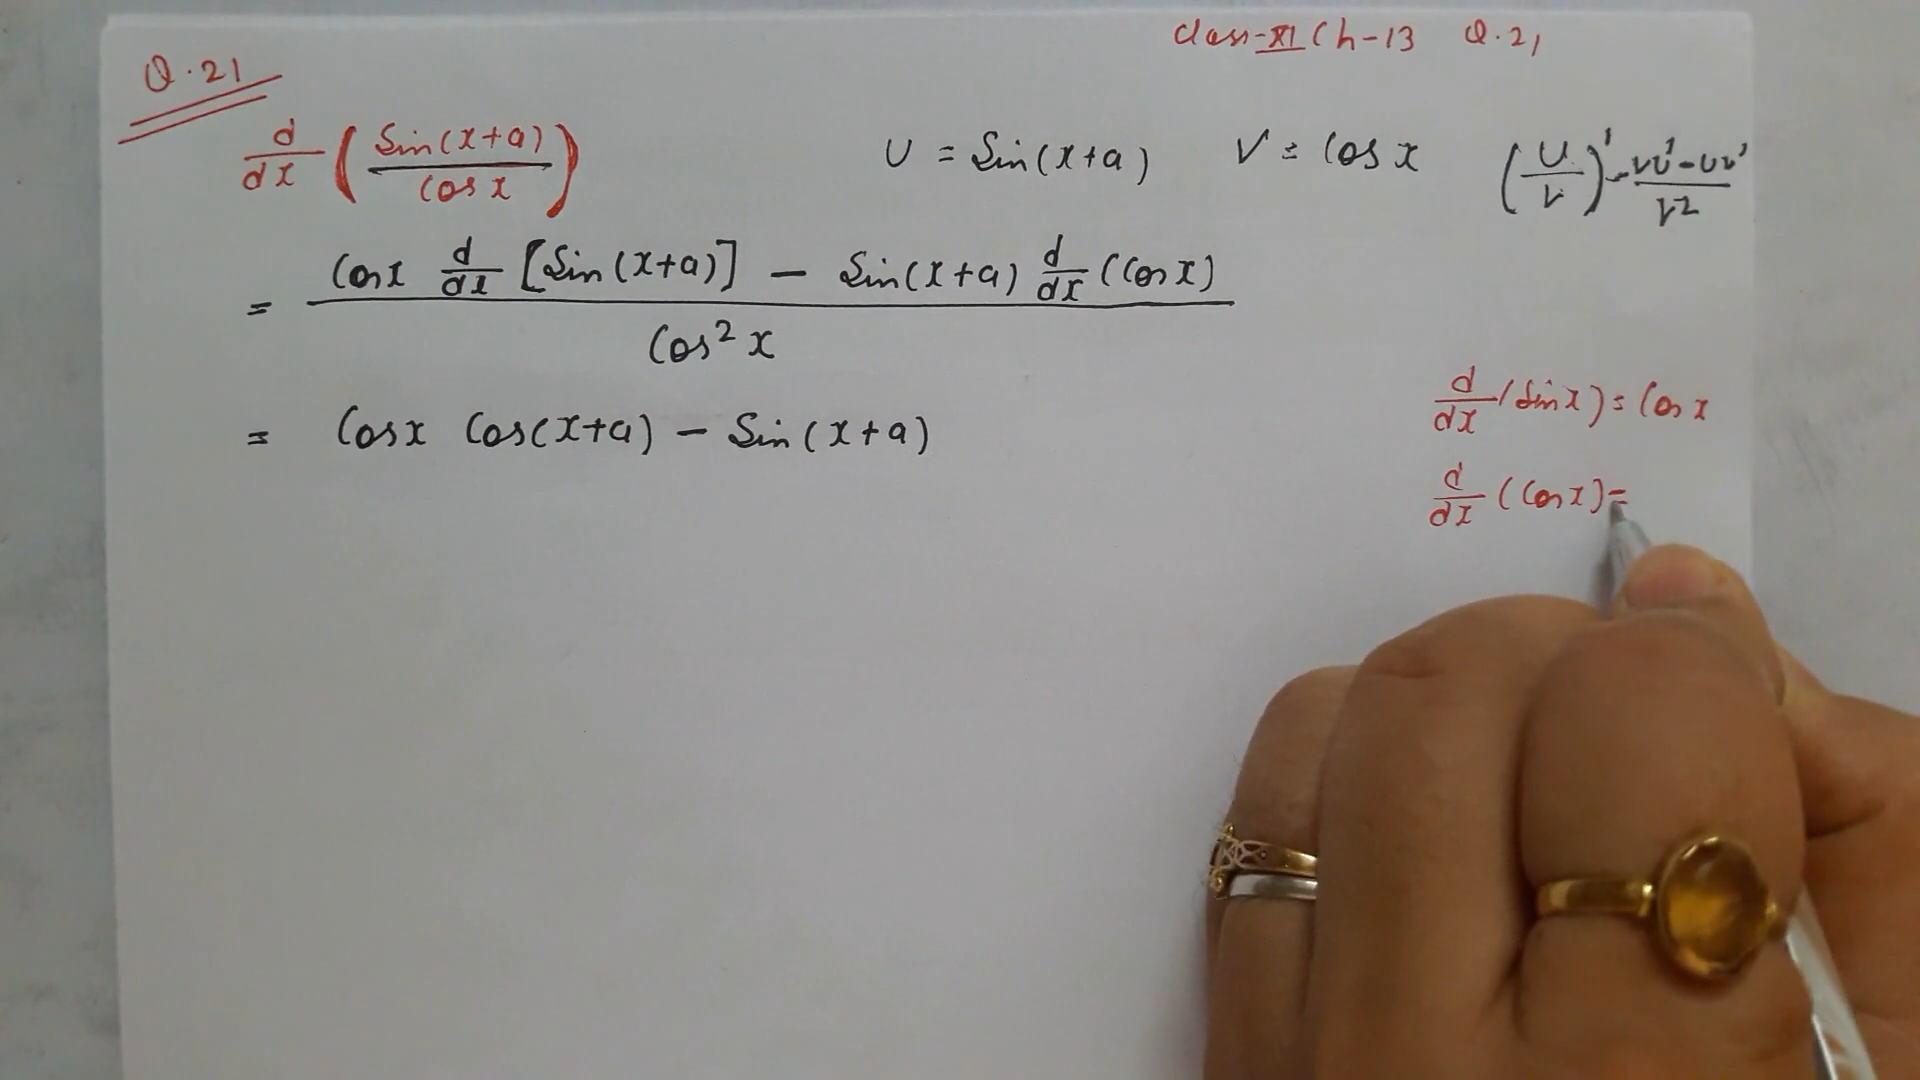 Class-XI Ch-13 Q.21
Q.21
d/dx (Sin(x+a)/Cos x) U = Sin(x+a) V = Cos x (U/V)' = VU'-UV'/V²
= Cos x d/dx [Sin(x+a)] - Sin(x+a) d/dx (Cos x) / Cos² x
d/dx (Sin x) = Cos x
= Cos x Cos(x+a) - Sin(x+a)
d/dx (Cos x) =